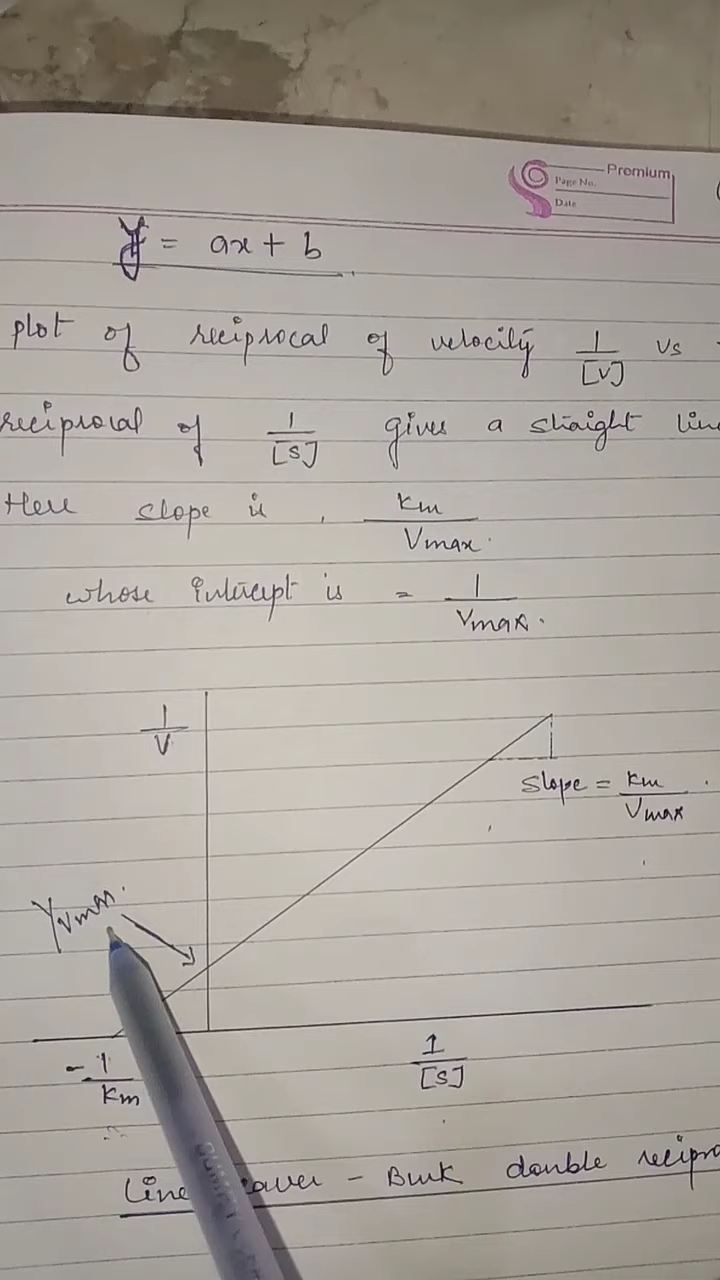 Premium
Page No.
Date
y = ax + b
plot of reciprocal of velocity 1/[V] vs
reciprocal of 1/[S] gives a straight line
Here slope is, Km/Vmax.
whose intercept is = 1/Vmax.
1/V
Slope = Km/Vmax.
1/Vmax.
-1/Km
1/[S]
Burk double